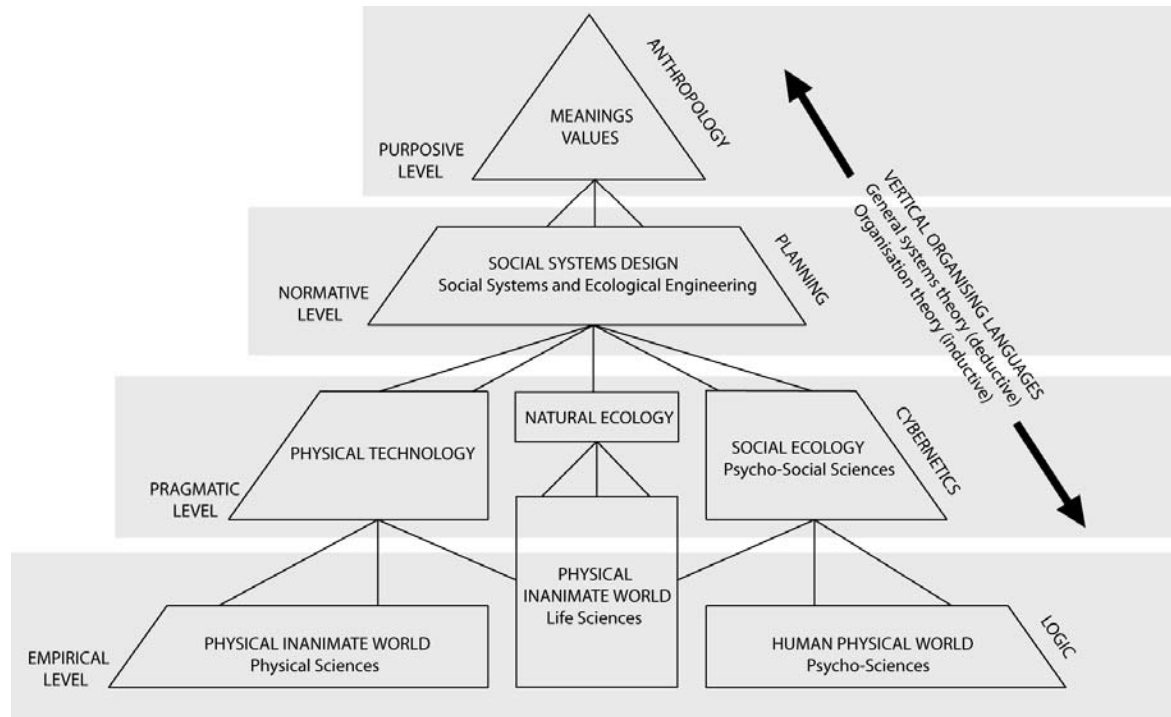 ANTHROPOLOGY
MEANINGS
VALUES
PURPOSIVE
LEVEL
VERTICAL ORGANISING LANGUAGES
General systems theory (deductive)
Organisation theory (inductive)
PLANNING
SOCIAL SYSTEMS DESIGN
Social Systems and Ecological Engineering
NORMATIVE
LEVEL
CYBERNETICS
PHYSICAL TECHNOLOGY
NATURAL ECOLOGY
SOCIAL ECOLOGY
Psycho-Social Sciences
PRAGMATIC
LEVEL
PHYSICAL
INANIMATE WORLD
Life Sciences
LOGIC
PHYSICAL INANIMATE WORLD
Physical Sciences
HUMAN PHYSICAL WORLD
Psycho-Sciences
EMPIRICAL
LEVEL